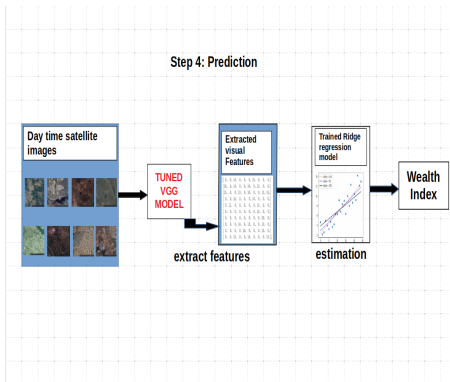 Step 4: Prediction
Day time satellite
images
TUNED
VGG
MODEL
Extracted
visual
Features
extract features
Trained Ridge
regression
model
estimation
Wealth
Index